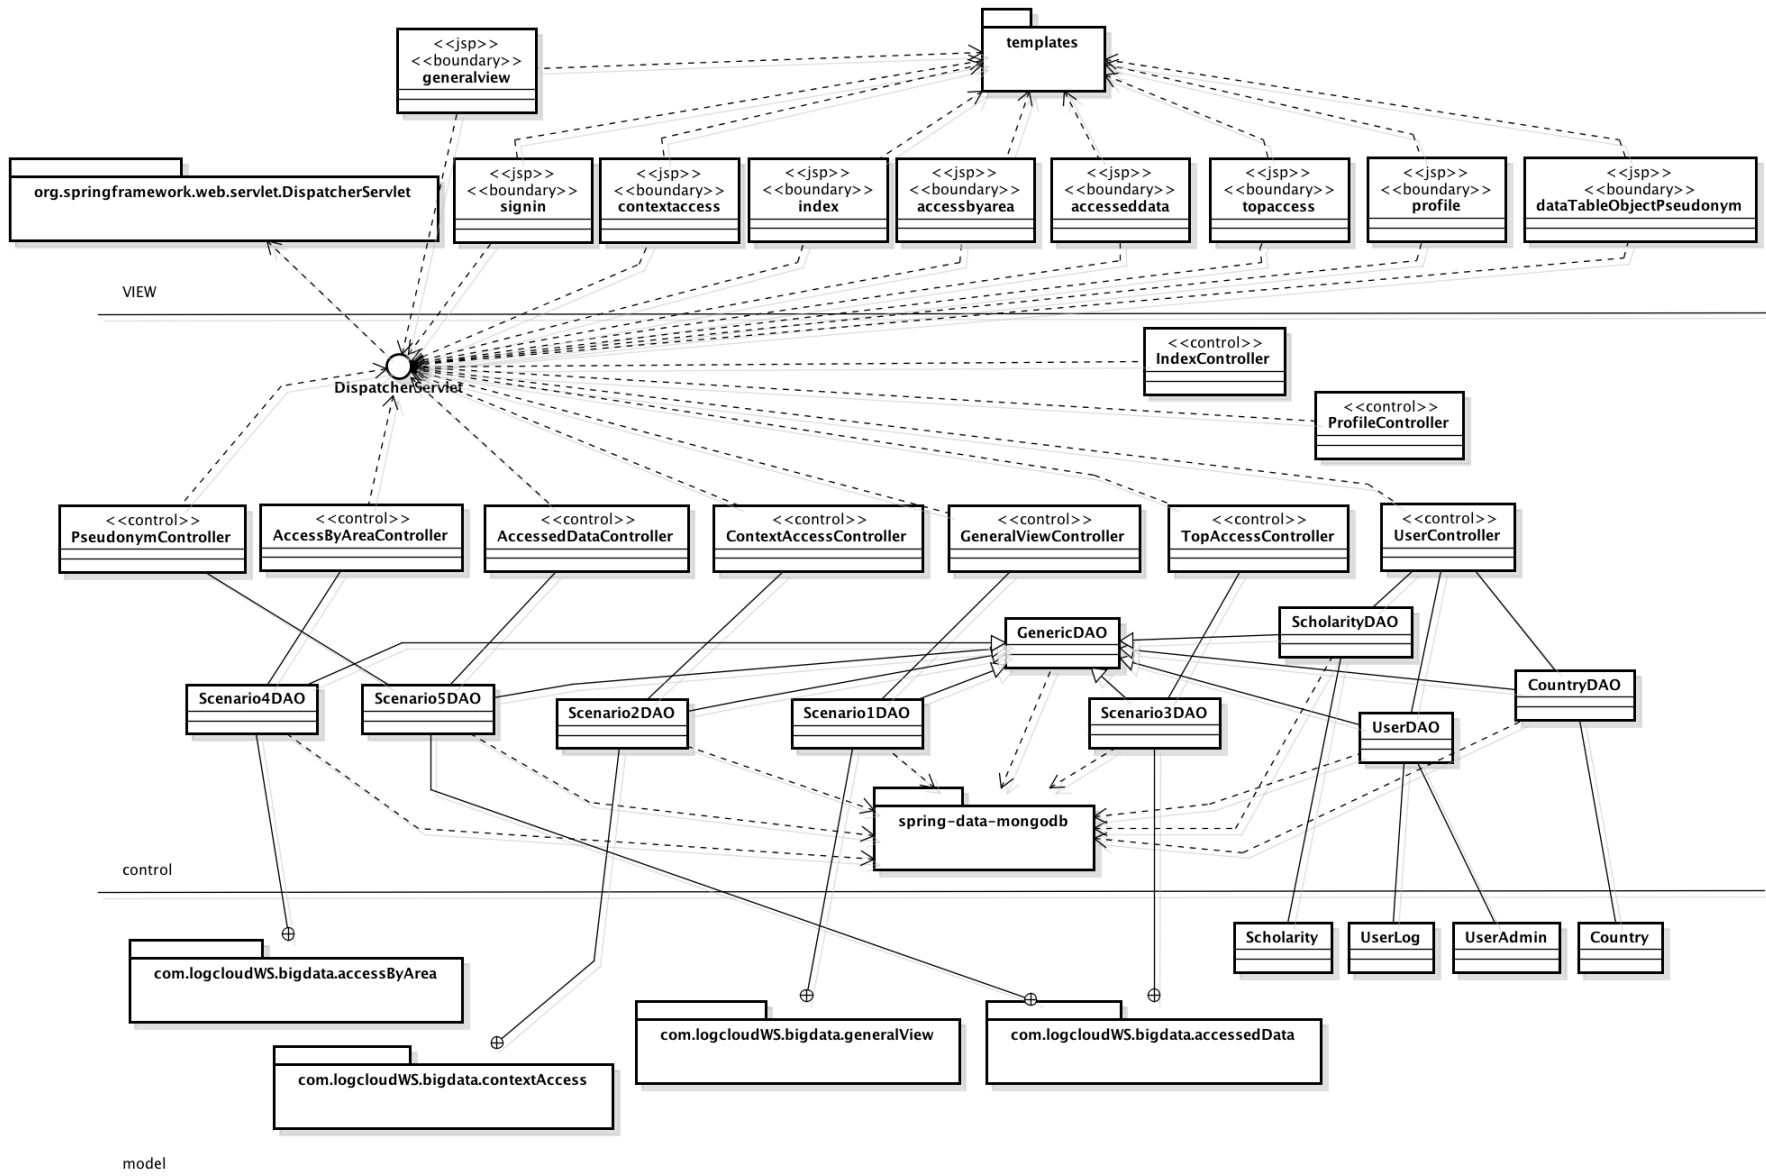 templates
<<jsp>>
<<boundary>>
generalview
org.springframework.web.servlet.DispatcherServlet
<<jsp>>
<<boundary>>
signin
<<jsp>>
<<boundary>>
contextaccess
<<jsp>>
<<boundary>>
index
<<jsp>>
<<boundary>>
accessbyarea
<<jsp>>
<<boundary>>
accesseddata
<<jsp>>
<<boundary>>
topaccess
<<jsp>>
<<boundary>>
profile
<<jsp>>
<<boundary>>
dataTableObjectPseudonym
VIEW
<<control>>
IndexController
DispatcherServlet
<<control>>
ProfileController
<<control>>
PseudonymController
<<control>>
AccessByAreaController
<<control>>
AccessedDataController
<<control>>
ContextAccessController
<<control>>
GeneralViewController
<<control>>
TopAccessController
<<control>>
UserController
GenericDAO
ScholarityDAO
Scenario4DAO
Scenario5DAO
Scenario2DAO
Scenario1DAO
Scenario3DAO
UserDAO
CountryDAO
spring-data-mongodb
control
Scholarity
UserLog
UserAdmin
Country
com.logcloudWS.bigdata.accessByArea
com.logcloudWS.bigdata.generalView
com.logcloudWS.bigdata.accessedData
com.logcloudWS.bigdata.contextAccess
model